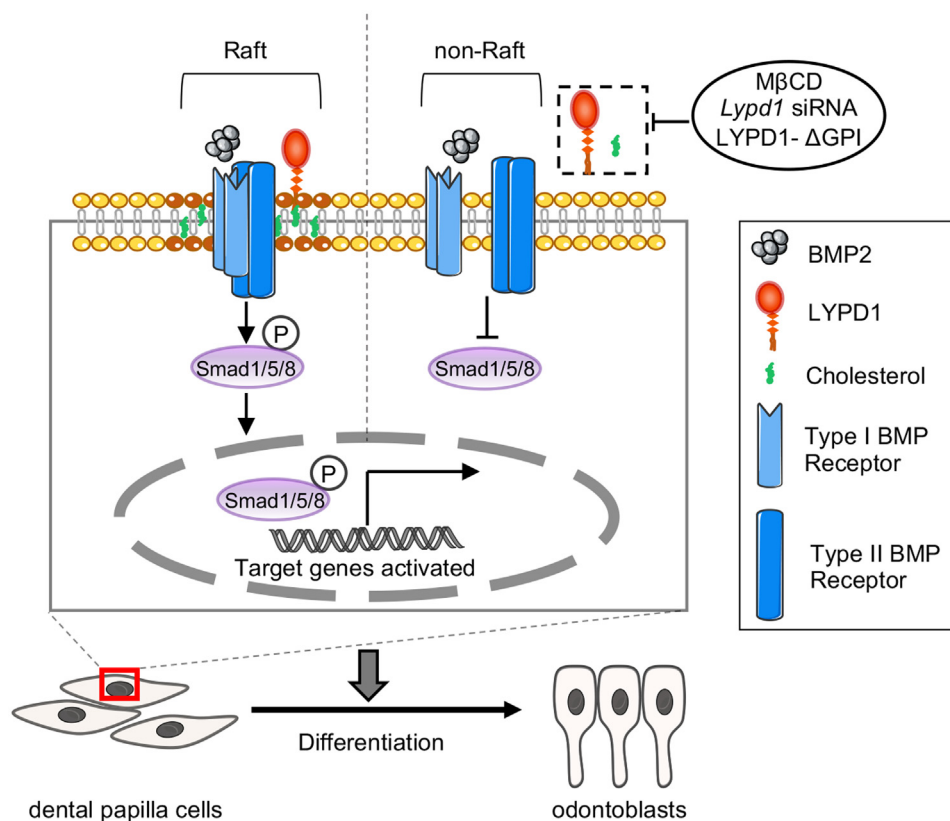 Raft
non-Raft
MβCD
Lypd1 siRNA
LYPD1- ΔGPI
P
Smad1/5/8
Smad1/5/8
P
Smad1/5/8
Target genes activated
BMP2
LYPD1
Cholesterol
Type I BMP
Receptor
Type II BMP
Receptor
Differentiation
dental papilla cells
odontoblasts